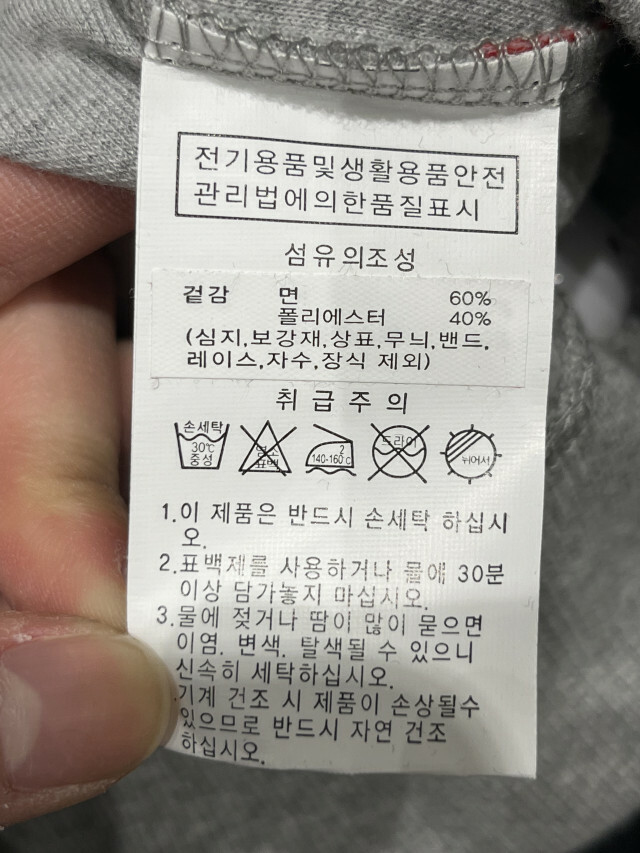 전기용품및생활용품안전
관리법에의한품질표시
섬유의조성
겉감 면 60%
폴리에스터 40%
(심지,보강재,상표,무늬,밴드,
레이스,자수,장식 제외)
취급주의
손세탁
30℃
중성
염소
표백
2
140-160℃
드라이
뉘어서
1.이 제품은 반드시 손세탁 하십시
오.
2.표백제를 사용하거나 물에 30분
이상 담가놓지 마십시오.
3.물에 젖거나 땀이 많이 묻으면
이염. 변색. 탈색될 수 있으니
신속히 세탁하십시오.
.기계 건조 시 제품이 손상될수
있으므로 반드시 자연 건조
하십시오.